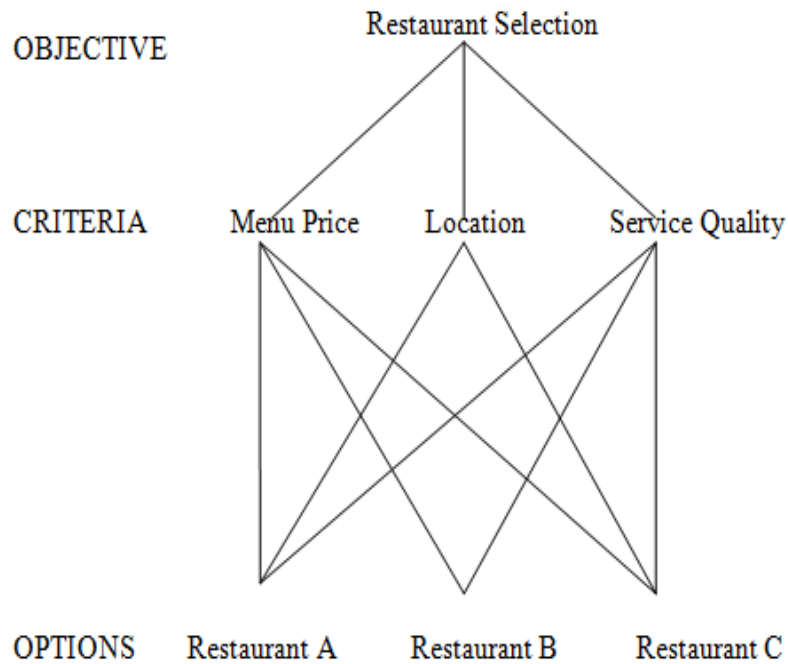 OBJECTIVE
Restaurant Selection
CRITERIA
Menu Price
Location
Service Quality
OPTIONS
Restaurant A
Restaurant B
Restaurant C